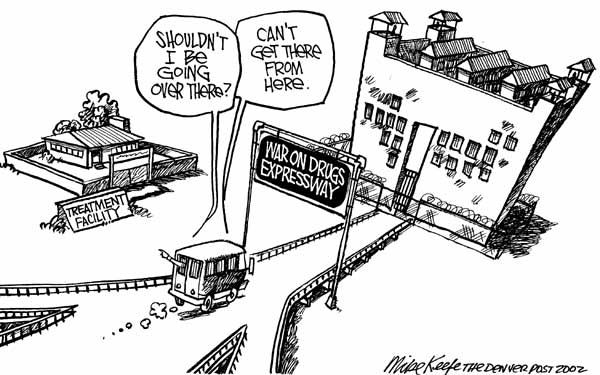 SHOULDN'T
I BE
GOING
OVER THERE?
CAN'T
GET THERE
FROM
HERE.
WAR ON DRUGS
EXPRESSWAY
TREATMENT
FACILITY
Mike Keefe THE DENVER POST 2002